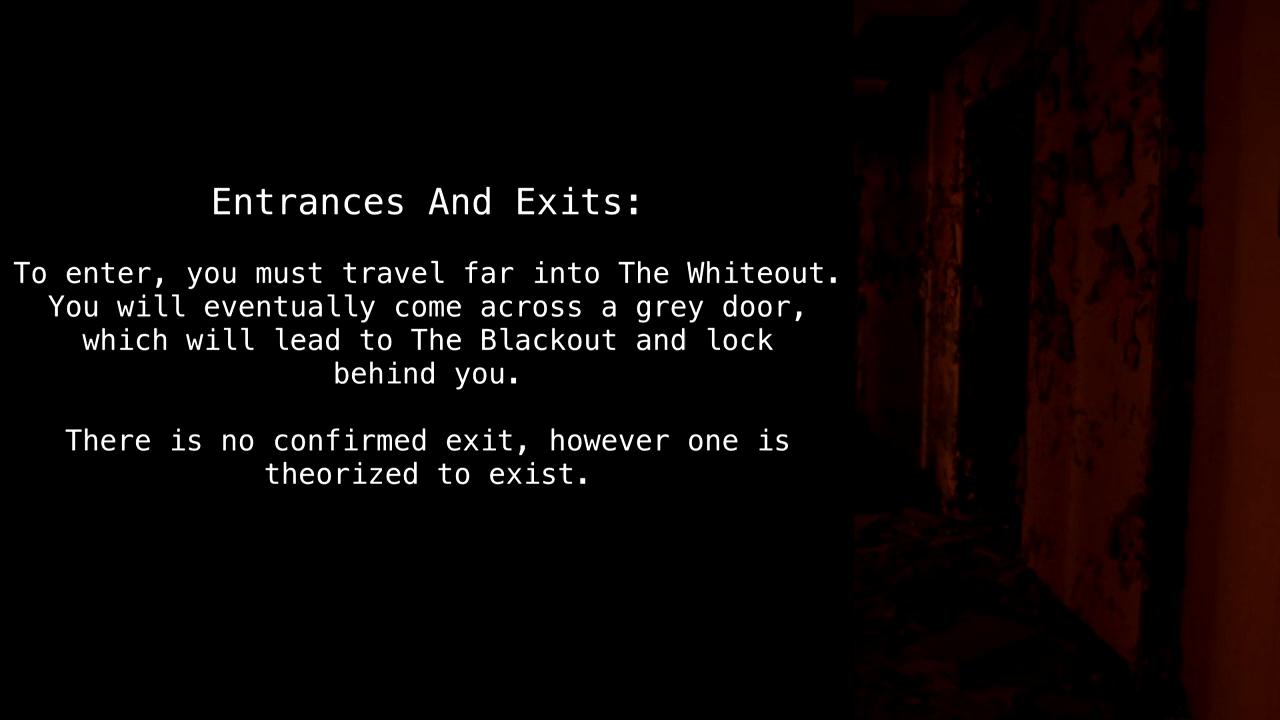 Entrances And Exits:
To enter, you must travel far into The Whiteout.
You will eventually come across a grey door,
which will lead to The Blackout and lock
behind you.
There is no confirmed exit, however one is
theorized to exist.